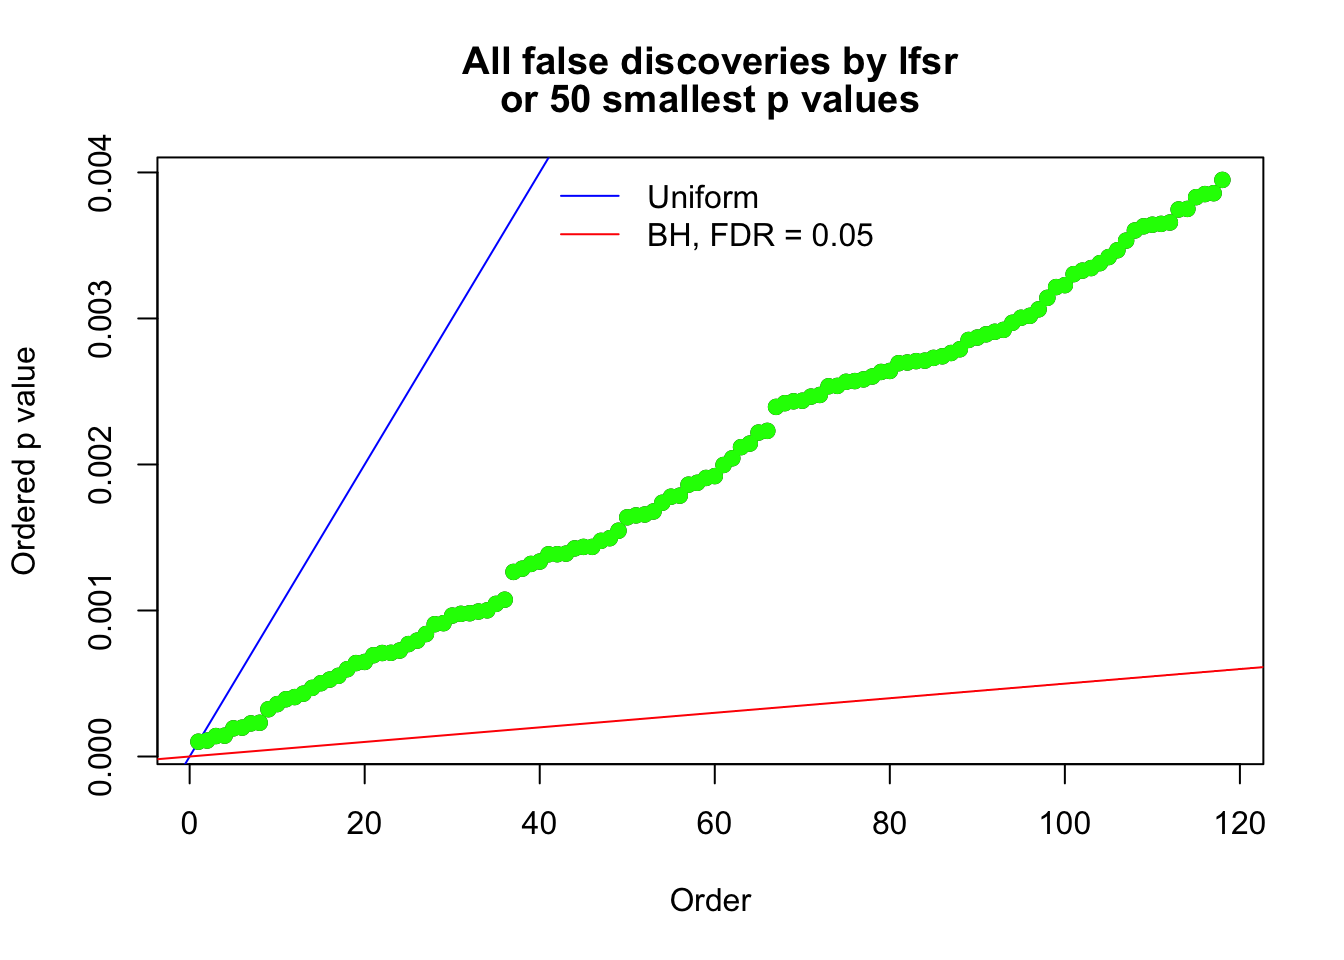 All false discoveries by lfsr
or 50 smallest p values
Uniform
BH, FDR = 0.05
Ordered p value
0.004
0.003
0.002
0.001
0.000
0 20 40 60 80 100 120
Order